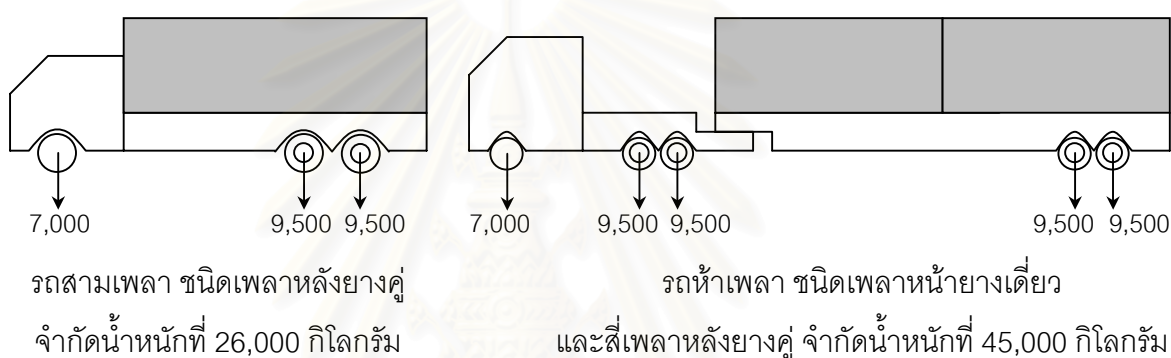 7,000 9,500 9,500 7,000 9,500 9,500 9,500 9,500
รถสามเพลา ชนิดเพลาหลังยางคู่
จำกัดน้ำหนักที่ 26,000 กิโลกรัม
รถห้าเพลา ชนิดเพลาหน้ายางเดี่ยว
และสี่เพลาหลังยางคู่ จำกัดน้ำหนักที่ 45,000 กิโลกรัม